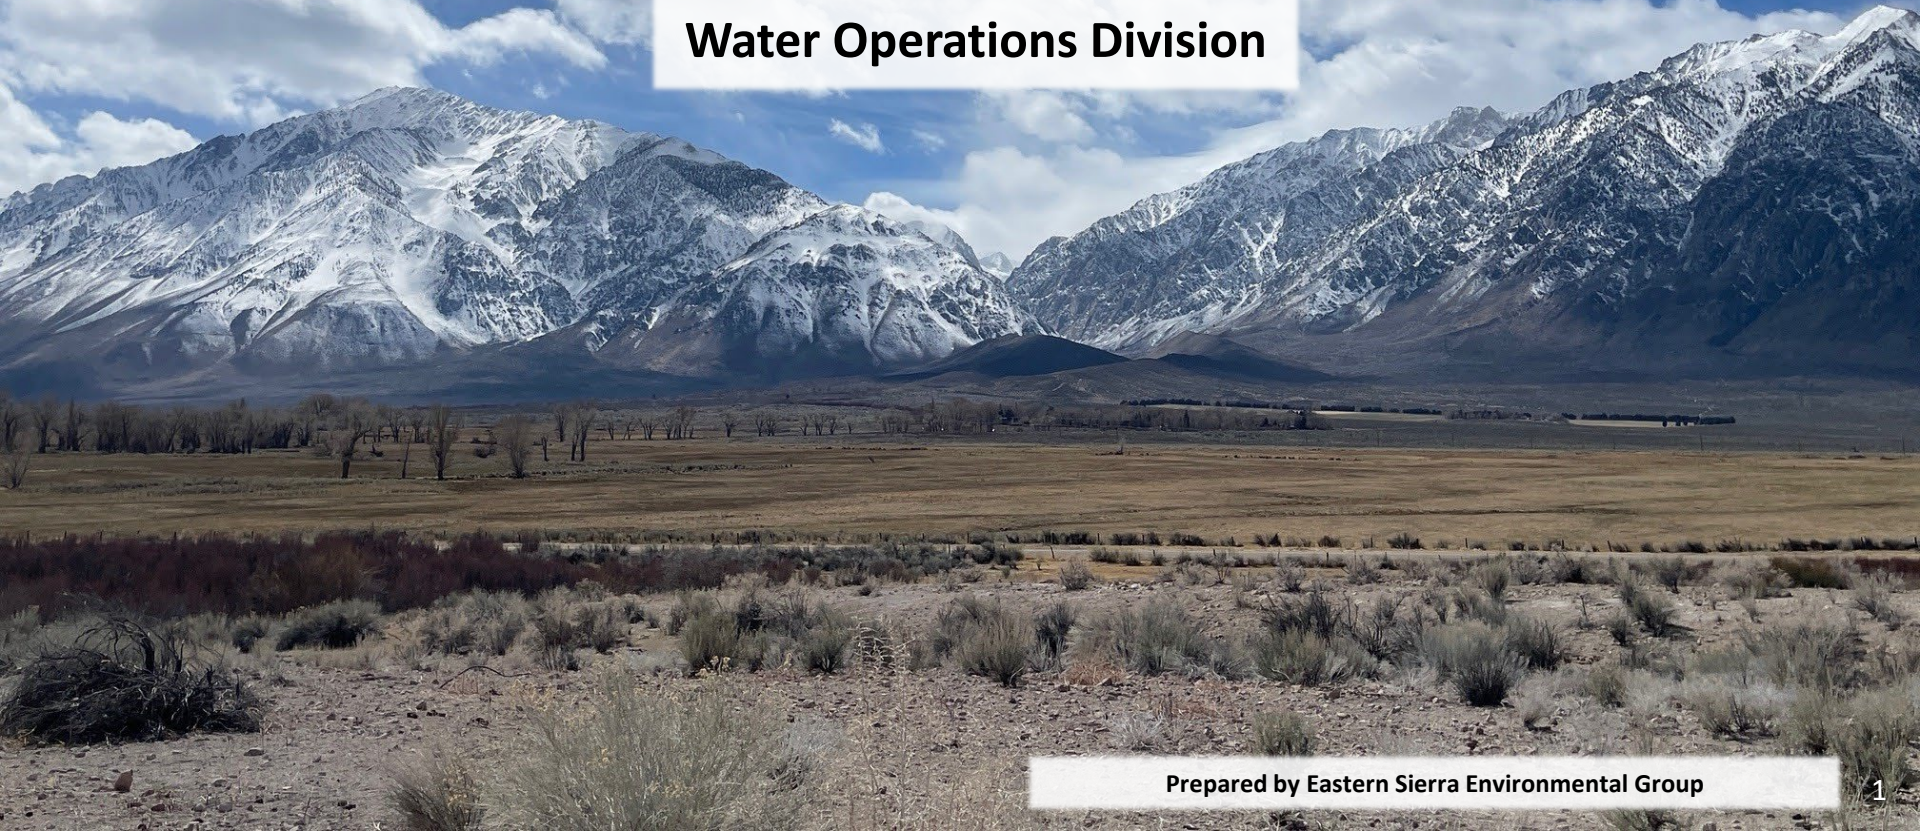 Water Operations Division
Prepared by Eastern Sierra Environmental Group
1